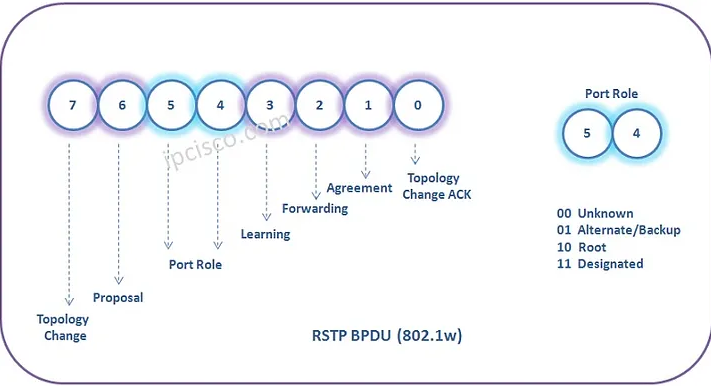 Port Role
7 6 5 4 3 2 1 0
5 4
ipcisco.com
Topology
Change ACK
Agreement
Forwarding
00 Unknown
01 Alternate/Backup
10 Root
11 Designated
Learning
Port Role
Proposal
Topology
Change
RSTP BPDU (802.1w)